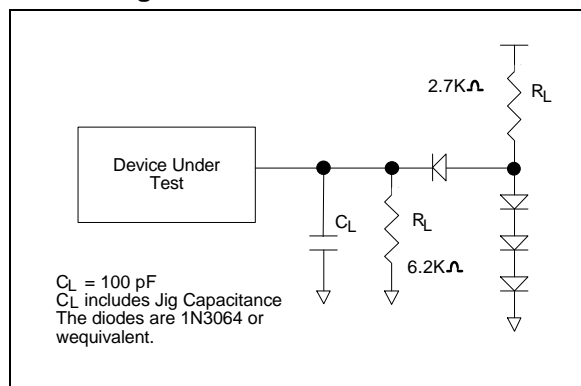 2.7KΩ
RL
Device Under
Test
CL
RL
6.2KΩ
CL = 100 pF
CL includes Jig Capacitance
The diodes are 1N3064 or
wequivalent.